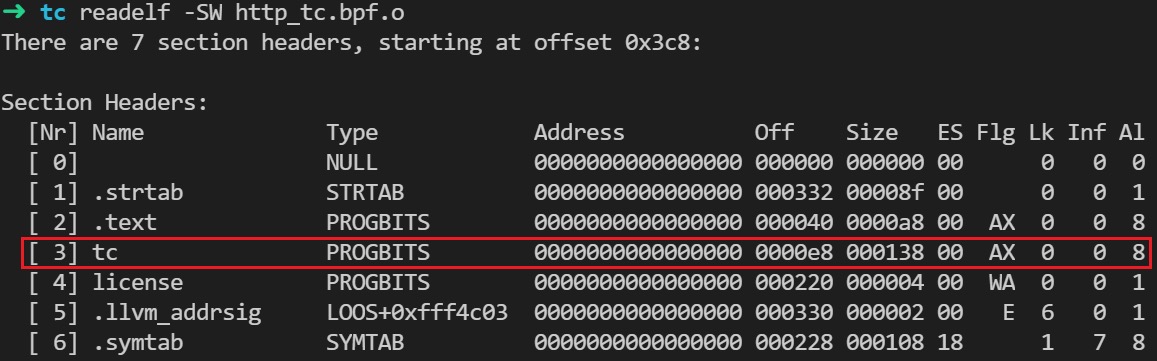 ➜ tc readelf -SW http_tc.bpf.o
There are 7 section headers, starting at offset 0x3c8:
Section Headers:
[Nr] Name Type Address Off Size ES Flg Lk Inf Al
[ 0] NULL 0000000000000000 000000 000000 00 0 0 0
[ 1] .strtab STRTAB 0000000000000000 000332 00008f 00 0 0 1
[ 2] .text PROGBITS 0000000000000000 000040 0000a8 00 AX 0 0 8
[ 3] tc PROGBITS 0000000000000000 0000e8 000138 00 AX 0 0 8
[ 4] license PROGBITS 0000000000000000 000220 000004 00 WA 0 0 1
[ 5] .llvm_addrsig LOOS+0xfff4c03 0000000000000000 000330 000002 00 E 6 0 1
[ 6] .symtab SYMTAB 0000000000000000 000228 000108 18 1 7 8